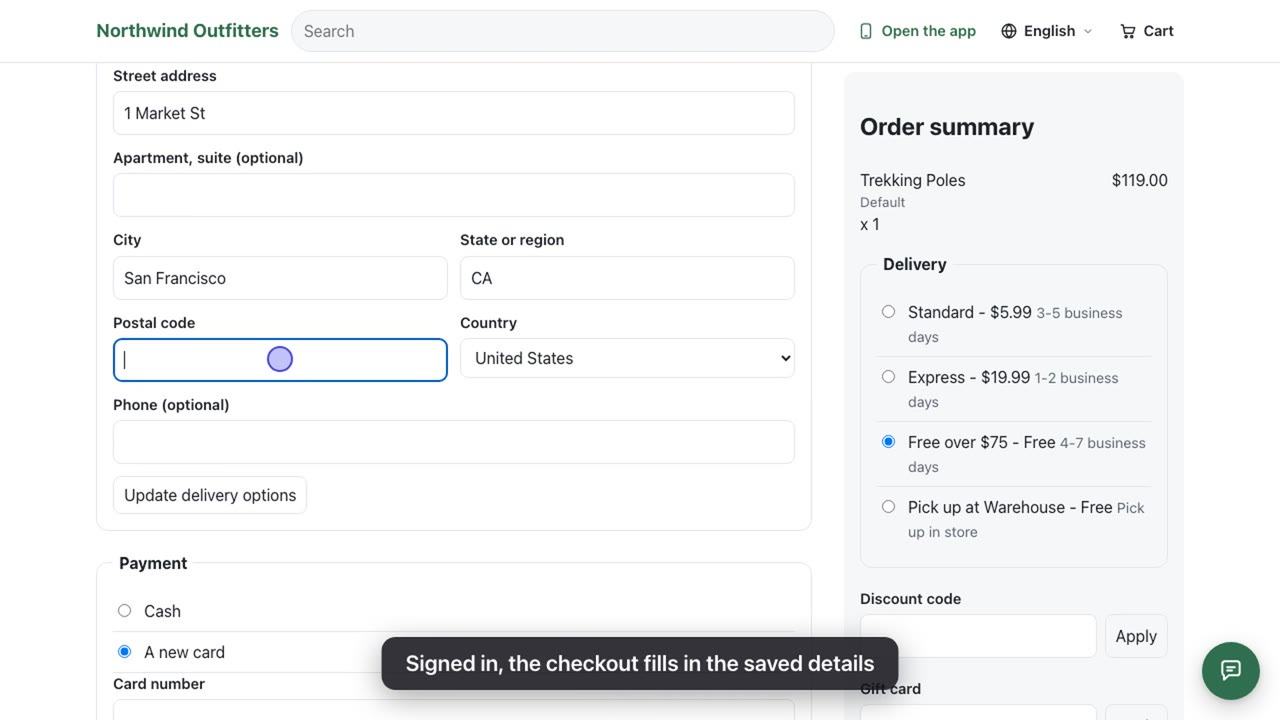 Northwind Outfitters
Search
Open the app
English
Cart
Street address
1 Market St
Apartment, suite (optional)
City
State or region
San Francisco
CA
Postal code
Country
United States
Phone (optional)
Update delivery options
Payment
Cash
A new card
Card number
Order summary
Trekking Poles
$119.00
Default
x 1
Delivery
Standard - $5.99 3-5 business
days
Express - $19.99 1-2 business
days
Free over $75 - Free 4-7 business
days
Pick up at Warehouse - Free Pick
up in store
Discount code
Apply
Gift card
Signed in, the checkout fills in the saved details